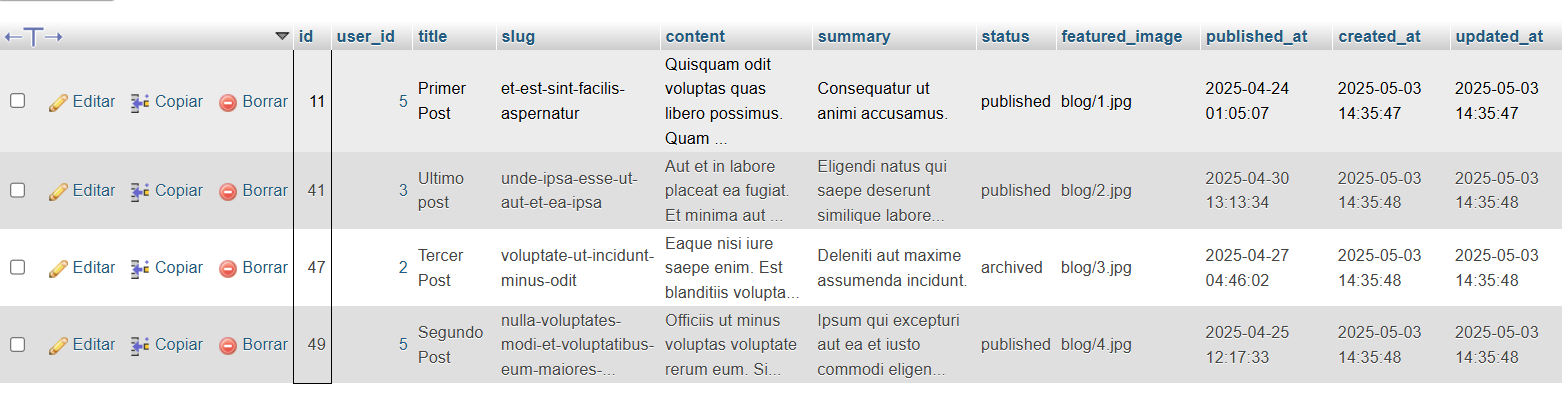 id user_id title slug content summary status featured_image published_at created_at updated_at
Editar Copiar Borrar 11 5 Primer Post et-est-sint-facilis-aspernatur Quisquam odit voluptas quas libero possimus. Quam ... Consequatur ut animi accusamus. published blog/1.jpg 2025-04-24 01:05:07 2025-05-03 14:35:47 2025-05-03 14:35:47
Editar Copiar Borrar 41 3 Ultimo post unde-ipsa-esse-ut-aut-et-ea-ipsa Aut et in labore placeat ea fugiat. Et minima aut ... Eligendi natus qui saepe deserunt similique labore... published blog/2.jpg 2025-04-30 13:13:34 2025-05-03 14:35:48 2025-05-03 14:35:48
Editar Copiar Borrar 47 2 Tercer Post voluptate-ut-incidunt-minus-odit Eaque nisi iure saepe enim. Est blanditiis volupta... Deleniti aut maxime assumenda incidunt. archived blog/3.jpg 2025-04-27 04:46:02 2025-05-03 14:35:48 2025-05-03 14:35:48
Editar Copiar Borrar 49 5 Segundo Post nulla-voluptates-modi-et-voluptatibus-eum-maiores-... Officiis ut minus voluptas voluptate rerum eum. Si... Ipsum qui excepturi aut ea et iusto commodi eligen... published blog/4.jpg 2025-04-25 12:17:33 2025-05-03 14:35:48 2025-05-03 14:35:48